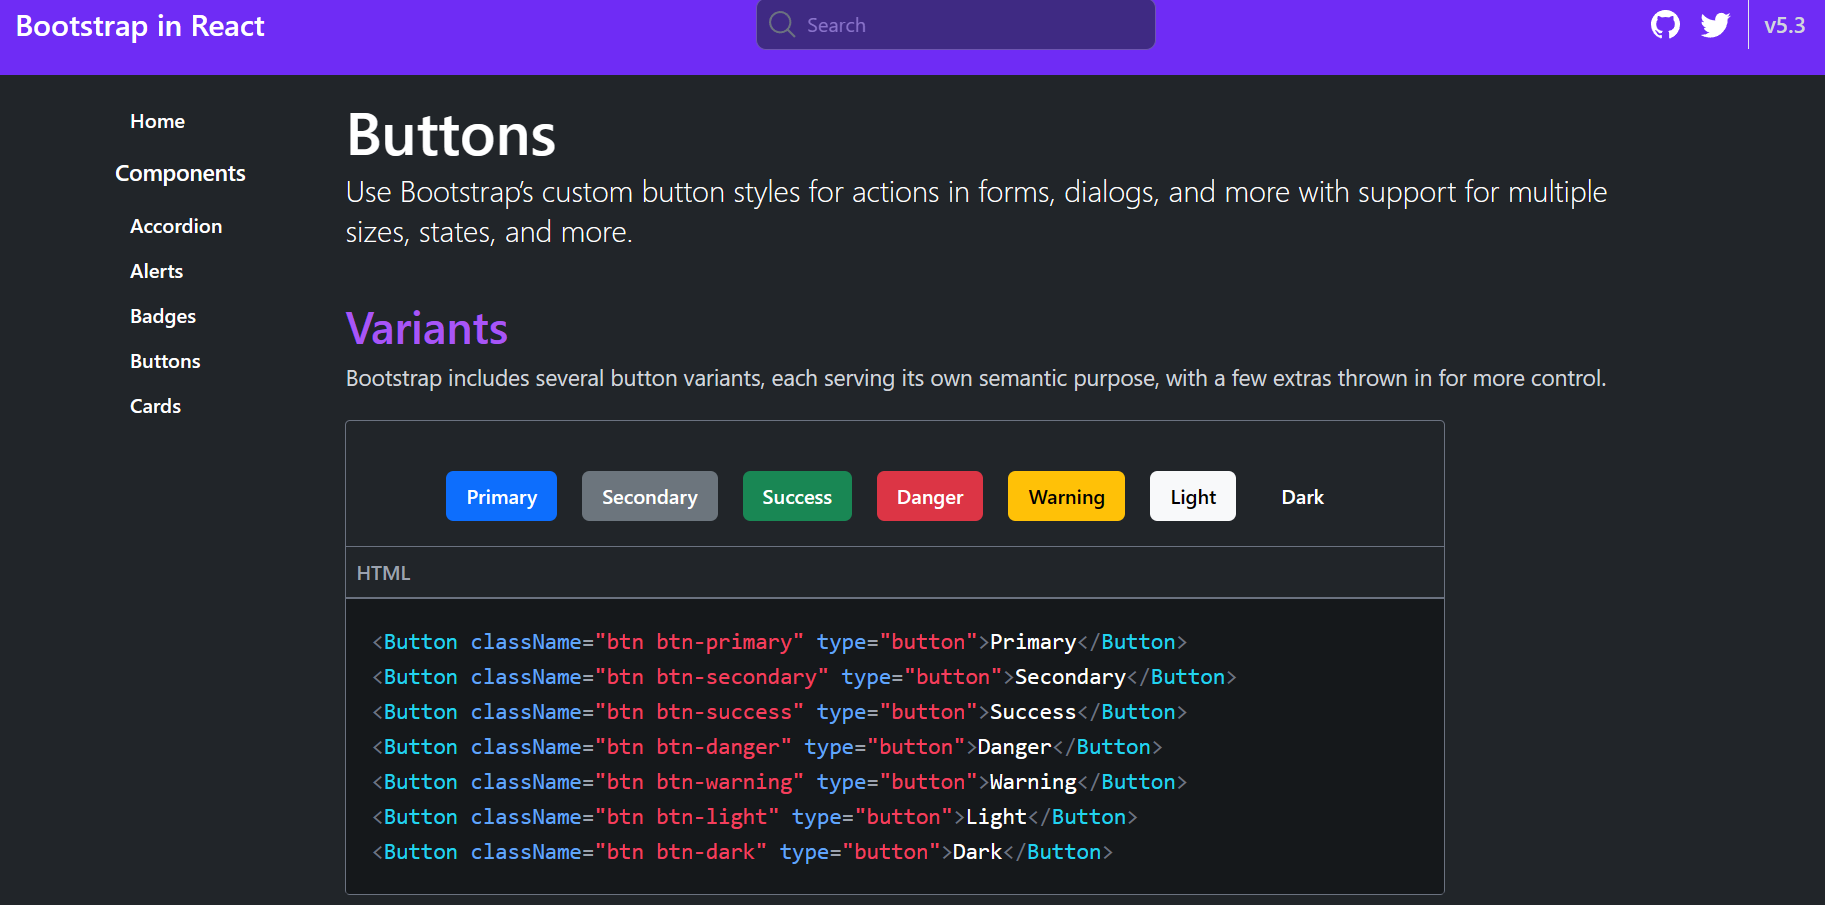 Bootstrap in React
Search
v5.3
Home
Components
Accordion
Alerts
Badges
Buttons
Cards
Buttons
Use Bootstrap’s custom button styles for actions in forms, dialogs, and more with support for multiple
sizes, states, and more.
Variants
Bootstrap includes several button variants, each serving its own semantic purpose, with a few extras thrown in for more control.
Primary Secondary Success Danger Warning Light Dark
HTML
<Button className="btn btn-primary" type="button">Primary</Button>
<Button className="btn btn-secondary" type="button">Secondary</Button>
<Button className="btn btn-success" type="button">Success</Button>
<Button className="btn btn-danger" type="button">Danger</Button>
<Button className="btn btn-warning" type="button">Warning</Button>
<Button className="btn btn-light" type="button">Light</Button>
<Button className="btn btn-dark" type="button">Dark</Button>